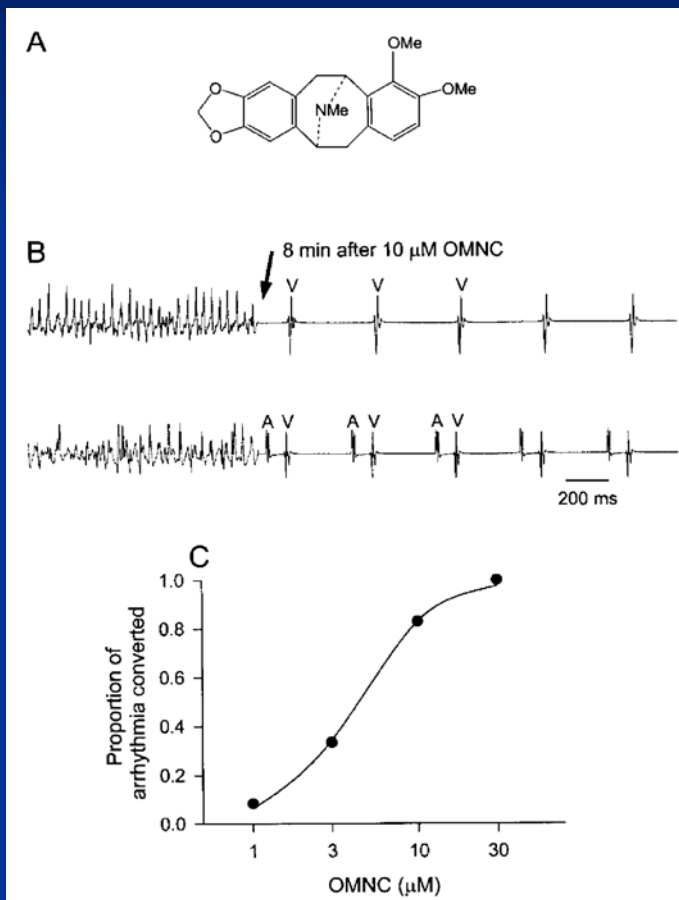 A
OMe
OMe
O
NMe
O
B
8 min after 10 μM OMNC
V V V
A V A V A V
200 ms
C
1.0
0.8
0.6
0.4
0.2
0.0
Proportion of
arrhythmia converted
1 3 10 30
OMNC (μM)